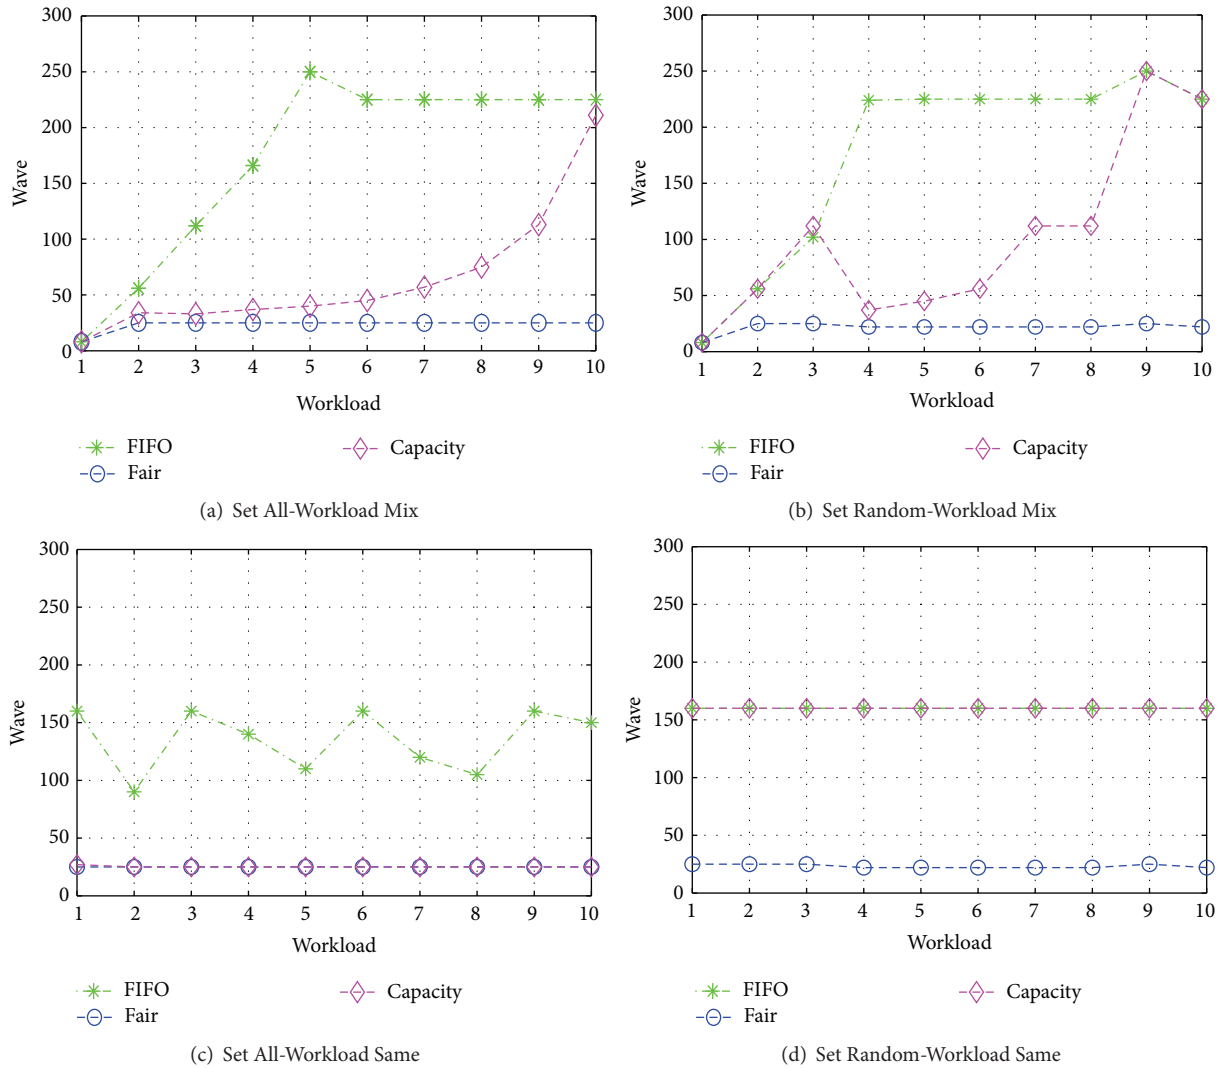 300
250
200
150
100
50
0
Wave
1 2 3 4 5 6 7 8 9 10
Workload
FIFO
Fair
Capacity
(a) Set All-Workload Mix
300
250
200
150
100
50
0
Wave
1 2 3 4 5 6 7 8 9 10
Workload
FIFO
Fair
Capacity
(b) Set Random-Workload Mix
300
250
200
150
100
50
0
Wave
1 2 3 4 5 6 7 8 9 10
Workload
FIFO
Fair
Capacity
(c) Set All-Workload Same
300
250
200
150
100
50
0
Wave
1 2 3 4 5 6 7 8 9 10
Workload
FIFO
Fair
Capacity
(d) Set Random-Workload Same